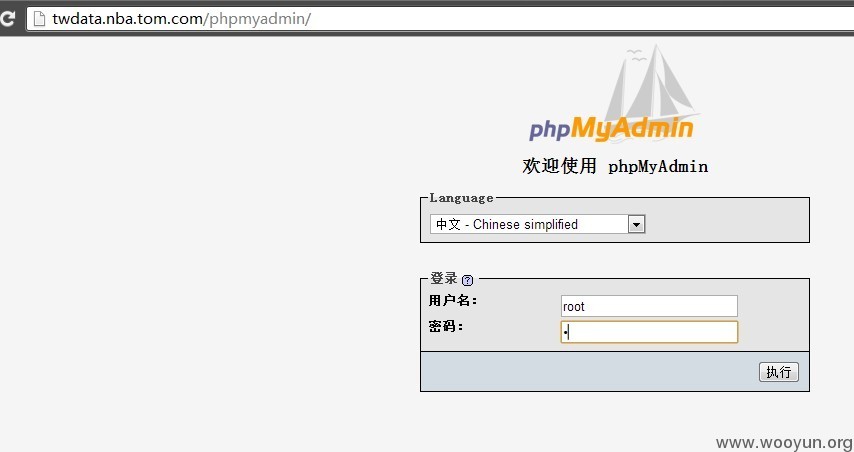 twdata.nba.tom.com/phpmyadmin/
phpMyAdmin
欢迎使用 phpMyAdmin
Language
中文 - Chinese simplified
登录 ?
用户名: root
密码: •
执行
www.wooyun.org